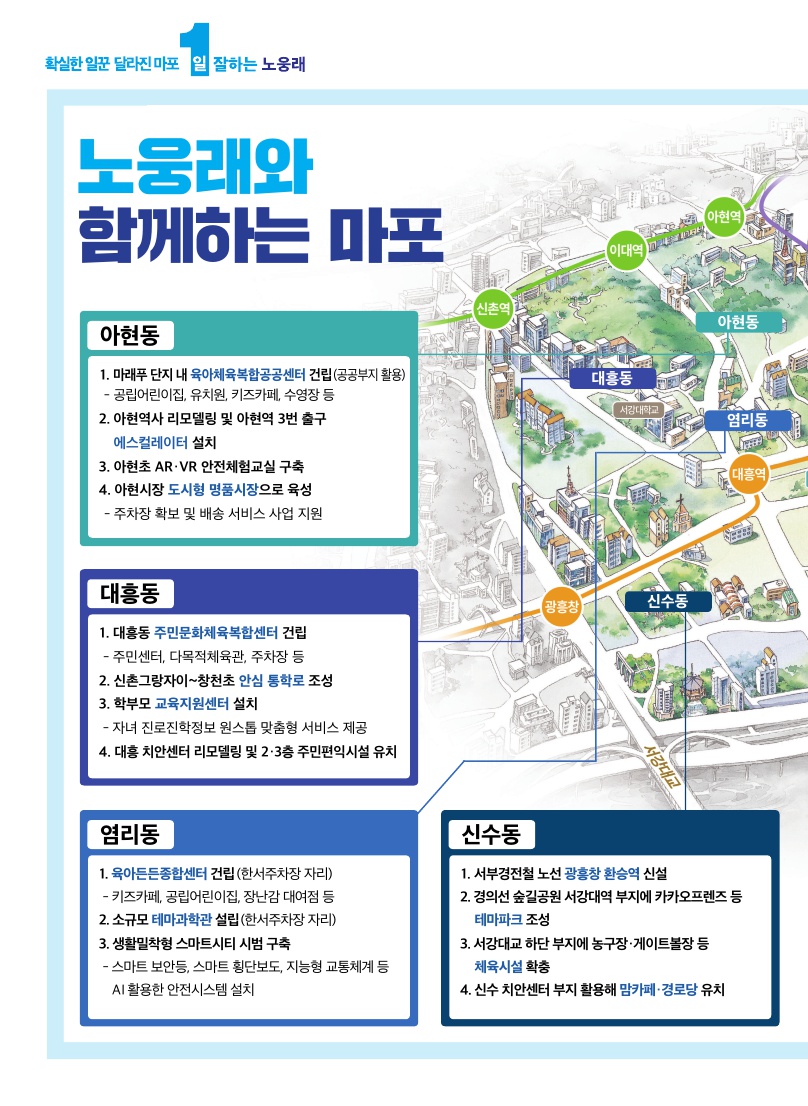 확실한 일꾼 달라진 마포 1일 잘하는 노웅래
노웅래와
함께하는 마포
아현역
이대역
신촌역
아현동
대흥동
서강대학교
염리동
대흥역
광흥창
신수동
서강대교
아현동
1. 마래푸 단지 내 육아체육복합공공센터 건립(공공부지 활용)
- 공립어린이집, 유치원, 키즈카페, 수영장 등
2. 아현역사 리모델링 및 아현역 3번 출구
에스컬레이터 설치
3. 아현초 AR·VR 안전체험교실 구축
4. 아현시장 도시형 명품시장으로 육성
- 주차장 확보 및 배송 서비스 사업 지원
대흥동
1. 대흥동 주민문화체육복합센터 건립
- 주민센터, 다목적체육관, 주차장 등
2. 신촌그랑자이~창천초 안심 통학로 조성
3. 학부모 교육지원센터 설치
- 자녀 진로진학정보 원스톱 맞춤형 서비스 제공
4. 대흥 치안센터 리모델링 및 2·3층 주민편익시설 유치
염리동
1. 육아든든종합센터 건립(한서주차장 자리)
- 키즈카페, 공립어린이집, 장난감 대여점 등
2. 소규모 테마과학관 설립(한서주차장 자리)
3. 생활밀착형 스마트시티 시범 구축
- 스마트 보안등, 스마트 횡단보도, 지능형 교통체계 등
AI 활용한 안전시스템 설치
신수동
1. 서부경전철 노선 광흥창 환승역 신설
2. 경의선 숲길공원 서강대역 부지에 카카오프렌즈 등
테마파크 조성
3. 서강대교 하단 부지에 농구장·게이트볼장 등
체육시설 확충
4. 신수 치안센터 부지 활용해 맘카페·경로당 유치